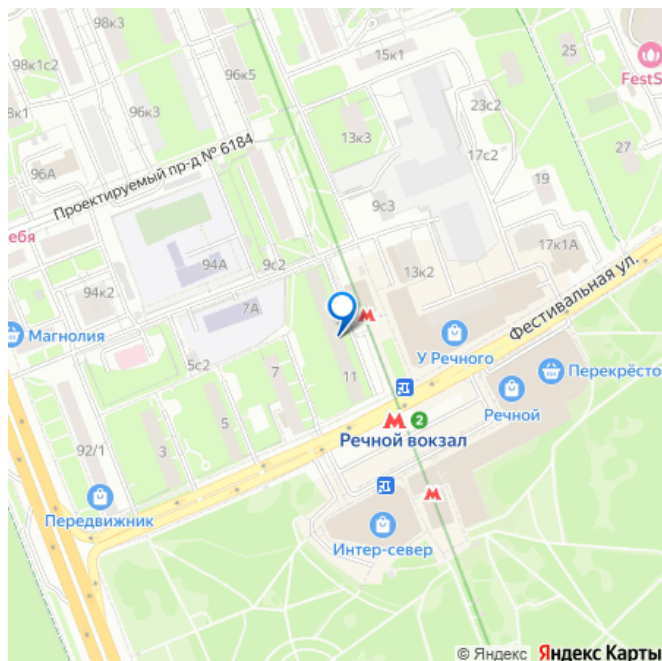 98к3
15к1
25
98к1с2
96к5
FestS
8к1
96к3
23с2
13к3
17с2
27
96А
Проектируемый пр-д № 6184
19
9с3
ебя
17к1А
94А
9с2
13к2
94к2
7А
Фестивальная ул.
Магнолия
У Речного
5с2
7
11
Перекрёсто
Речной
5
2
92/1
3
Речной вокзал
Передвижник
Интер-север
© Яндекс Яндекс Карты